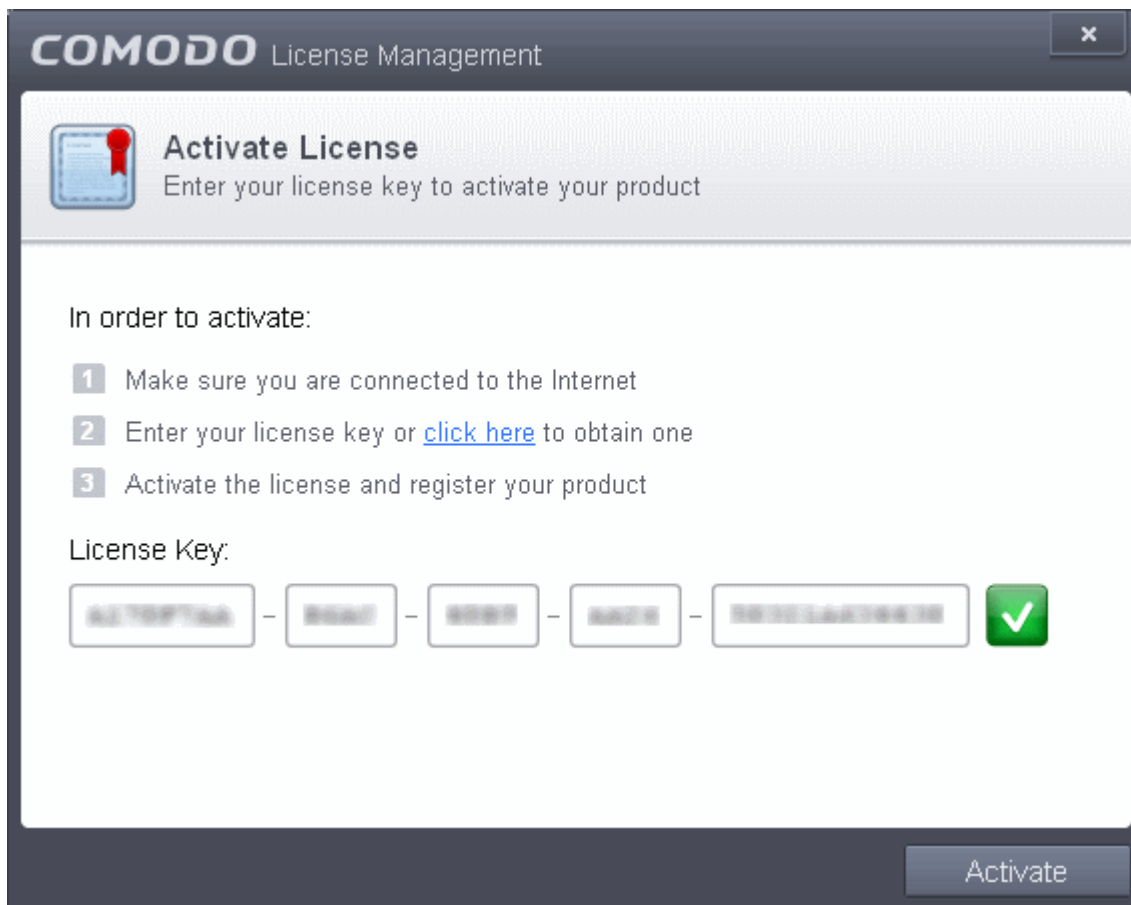 COMODO License Management
Activate License
Enter your license key to activate your product
In order to activate:
1 Make sure you are connected to the Internet
2 Enter your license key or click here to obtain one
3 Activate the license and register your product
License Key:
- - - -
Activate